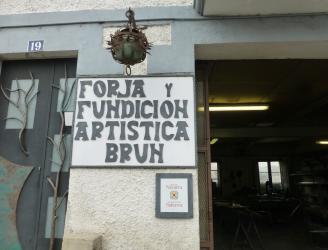 19
FORJA Y
FUNDICION
ARTISTICA
BRUN